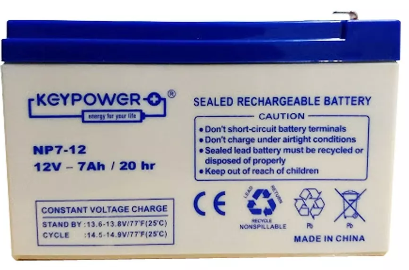 KEYPOWER+®
energy for your life
NP7-12
12V – 7Ah / 20 hr
CONSTANT VOLTAGE CHARGE
STAND BY : 13.6-13.8V/77°F(25°C)
CYCLE : 14.5-14.9V/77°F(25°C)
SEALED RECHARGEABLE BATTERY
CAUTION
• Don't short-circuit battery terminals
• Don't charge under airtight conditions
• Sealed lead battery must be recycled or
disposed of properly
• Keep out of reach of children
CE
LEAD
RECYCLE
NONSPILLABLE
Pb
Pb
MADE IN CHINA